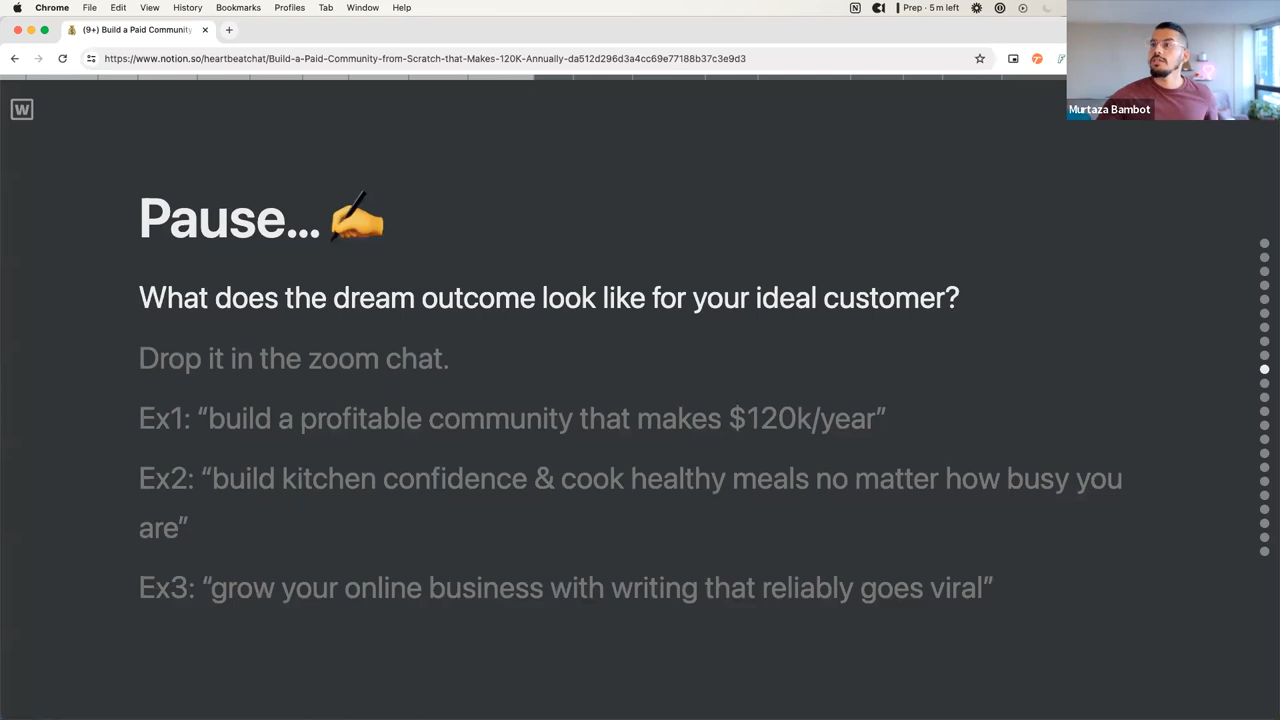 Chrome File Edit View History Bookmarks Profiles Tab Window Help
Prep · 5 m left
(9+) Build a Paid Community
https://www.notion.so/heartbeatchat/Build-a-Paid-Community-from-Scratch-that-Makes-120K-Annually-da512d296d3a4cc69e77188b37c3e9d3
Murtaza Bambot
W
Pause...
What does the dream outcome look like for your ideal customer?
Drop it in the zoom chat.
Ex1: “build a profitable community that makes $120k/year”
Ex2: “build kitchen confidence & cook healthy meals no matter how busy you
are”
Ex3: “grow your online business with writing that reliably goes viral”